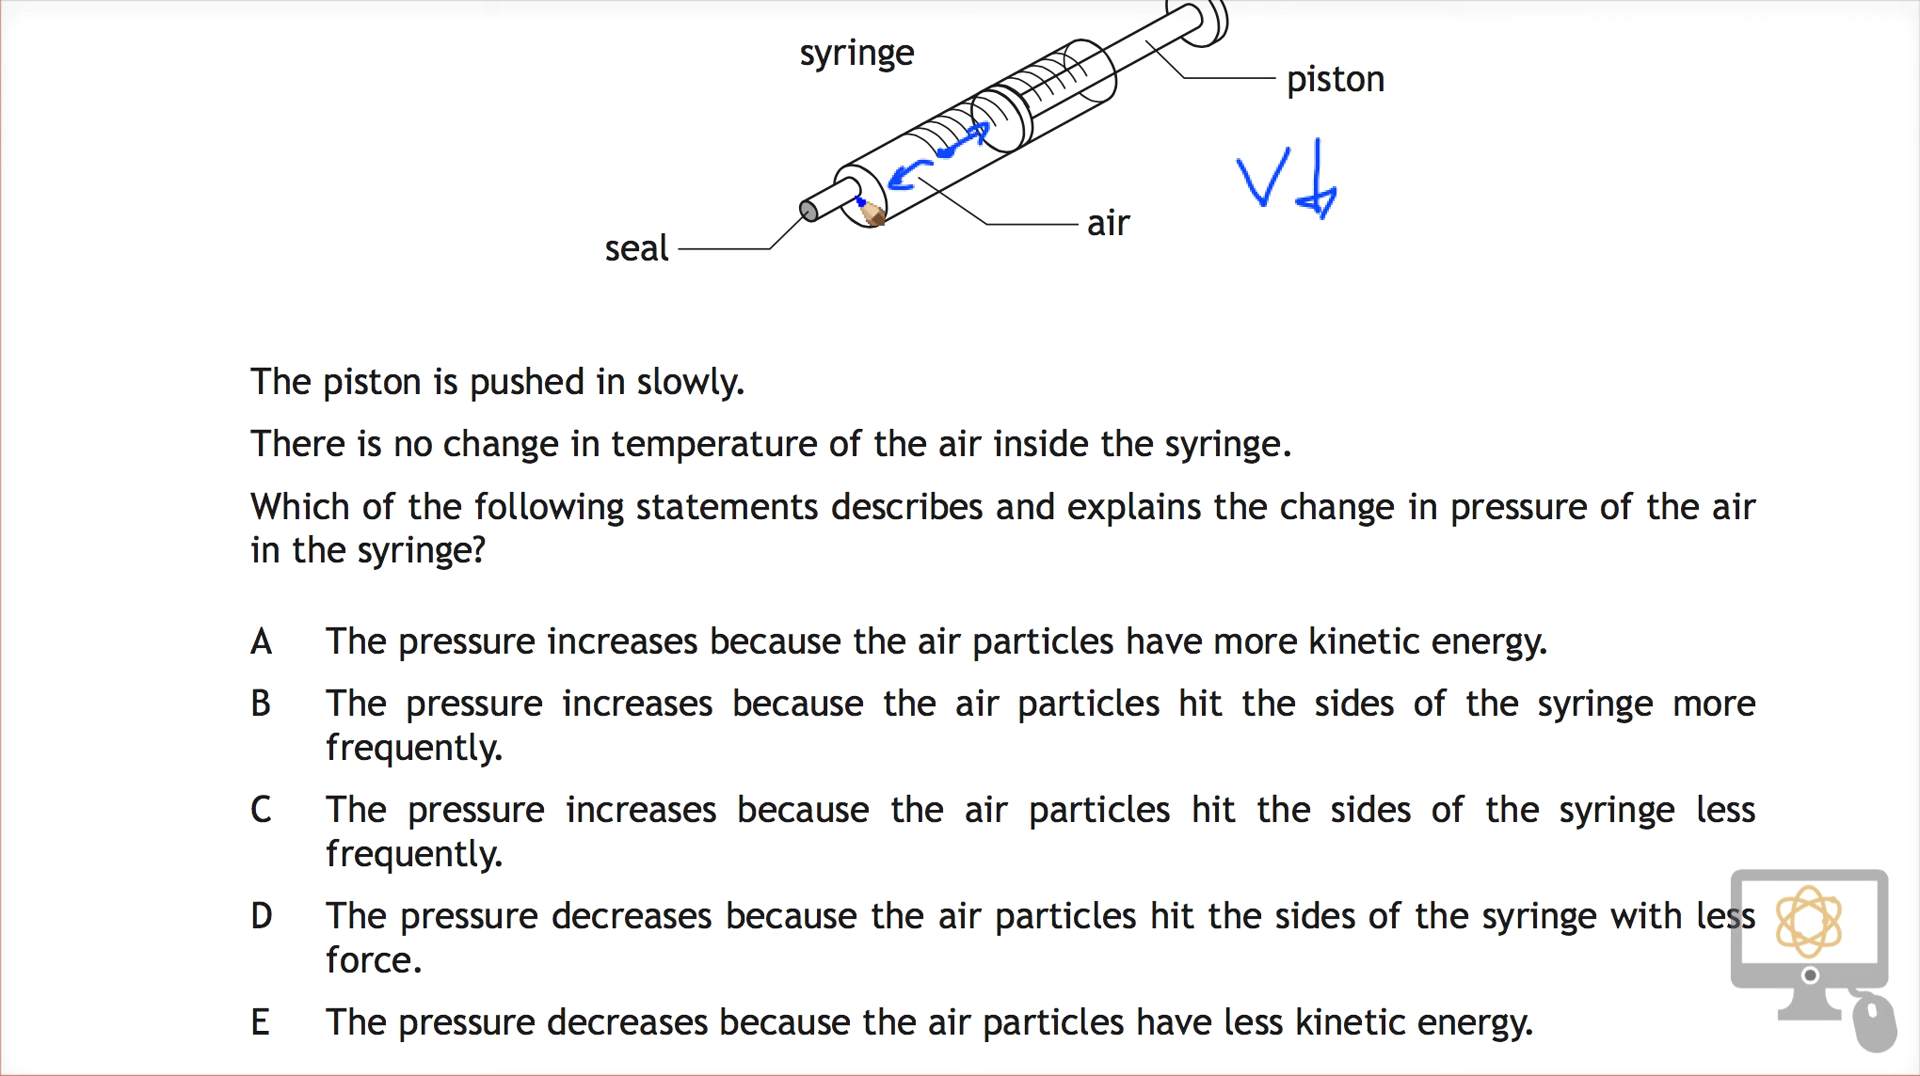 syringe
piston
V↓
air
seal
The piston is pushed in slowly.
There is no change in temperature of the air inside the syringe.
Which of the following statements describes and explains the change in pressure of the air
in the syringe?
A The pressure increases because the air particles have more kinetic energy.
B The pressure increases because the air particles hit the sides of the syringe more
frequently.
C The pressure increases because the air particles hit the sides of the syringe less
frequently.
D The pressure decreases because the air particles hit the sides of the syringe with less
force.
E The pressure decreases because the air particles have less kinetic energy.